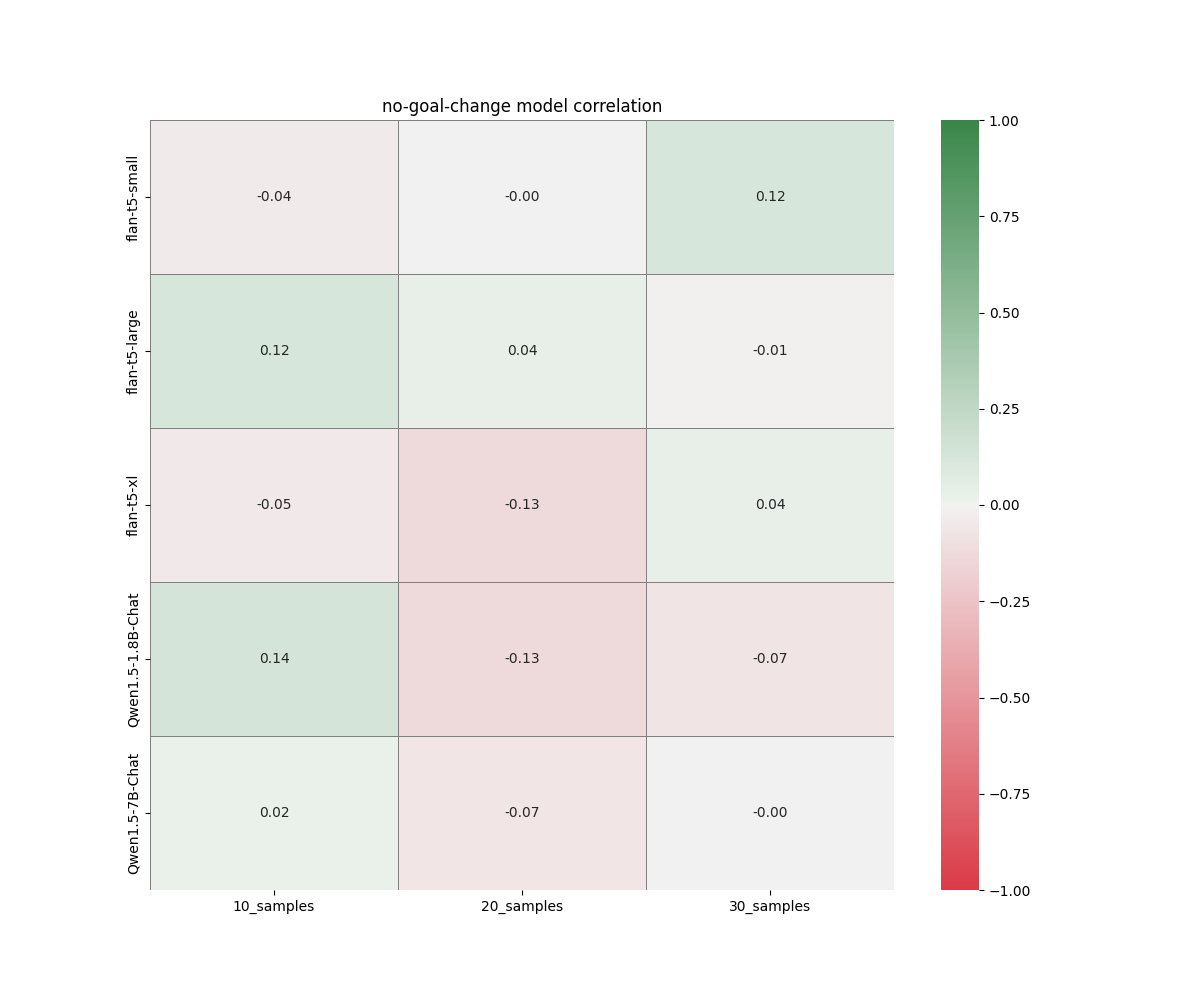 no-goal-change model correlation
flan-t5-small
-0.04 -0.00 0.12
flan-t5-large
0.12 0.04 -0.01
flan-t5-xl
-0.05 -0.13 0.04
Qwen1.5-1.8B-Chat
0.14 -0.13 -0.07
Qwen1.5-7B-Chat
0.02 -0.07 -0.00
10_samples 20_samples 30_samples
1.00
0.75
0.50
0.25
0.00
−0.25
−0.50
−0.75
−1.00